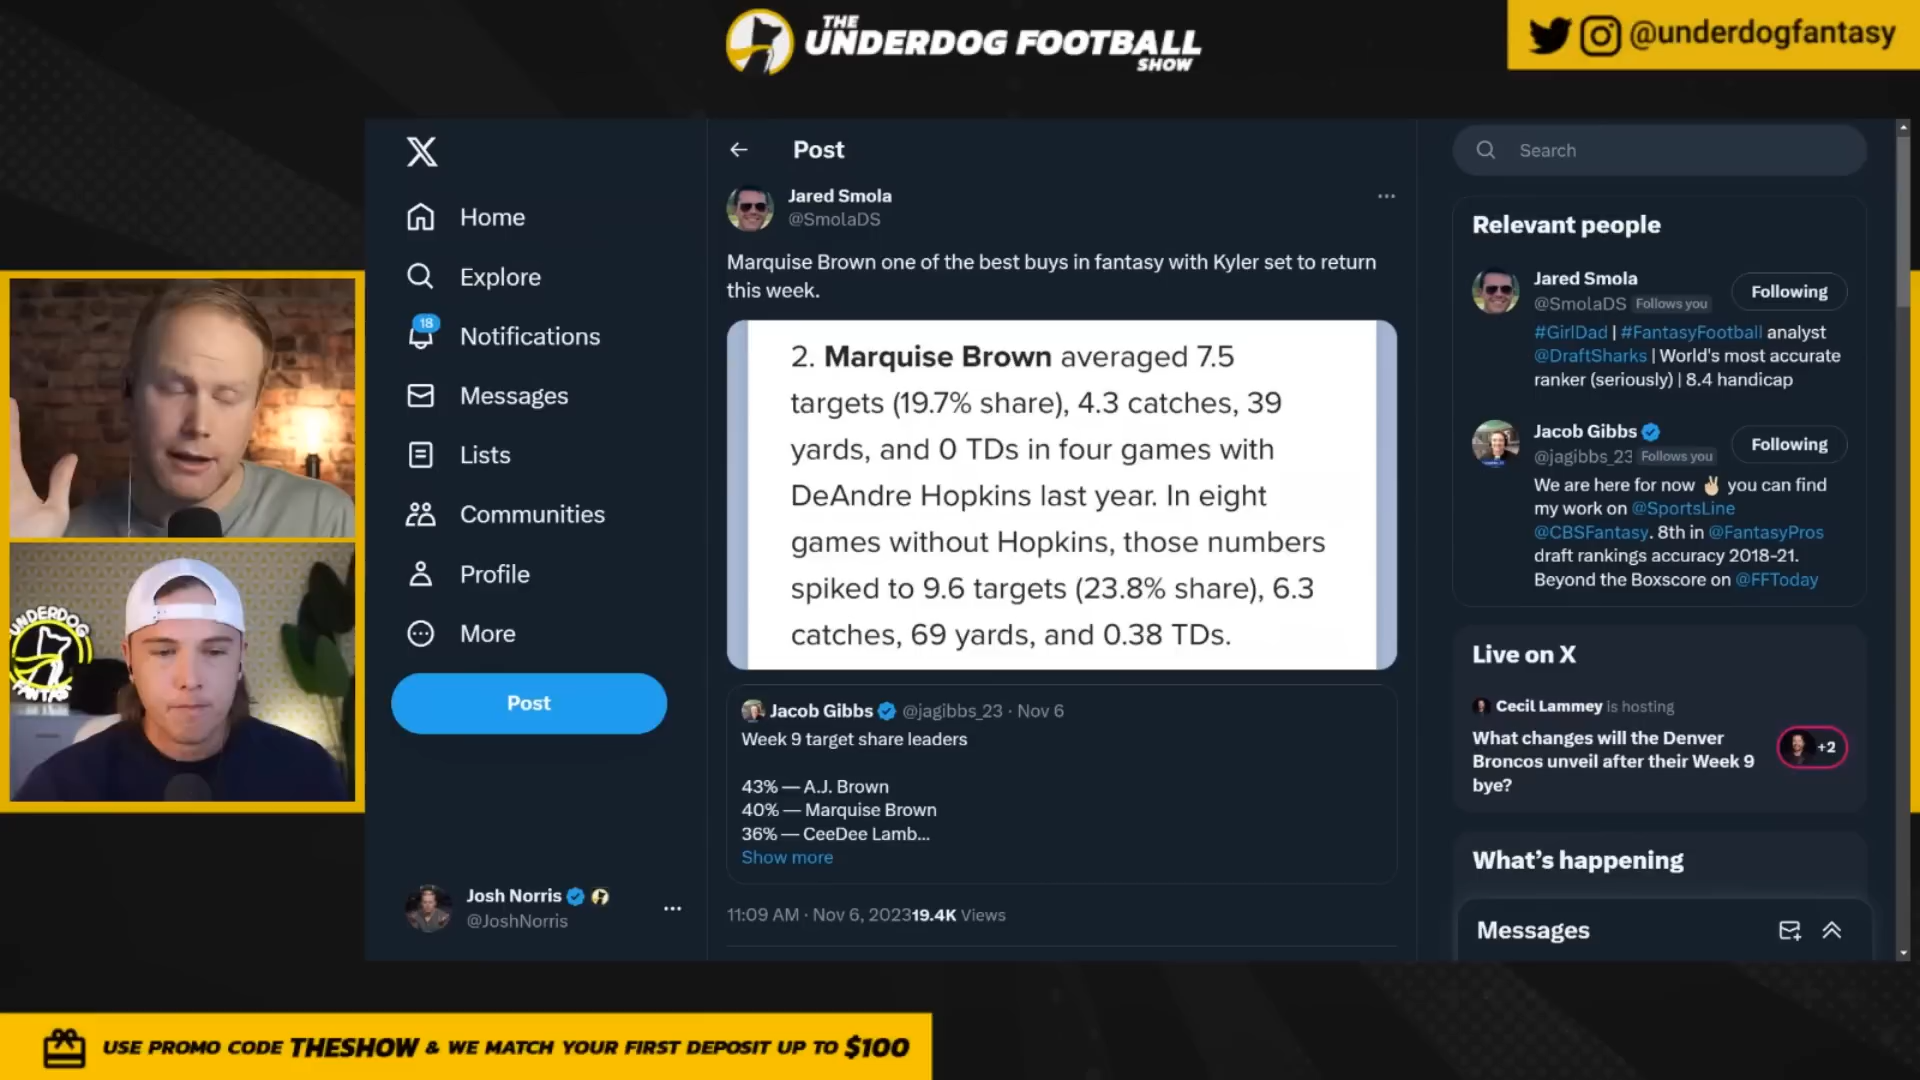 THE
UNDERDOG FOOTBALL
SHOW
@underdogfantasy
Home
Explore
18
Notifications
Messages
Lists
Communities
Profile
More
Post
Josh Norris
@JoshNorris
Post
Jared Smola
@SmolaDS
Marquise Brown one of the best buys in fantasy with Kyler set to return
this week.
2. Marquise Brown averaged 7.5
targets (19.7% share), 4.3 catches, 39
yards, and 0 TDs in four games with
DeAndre Hopkins last year. In eight
games without Hopkins, those numbers
spiked to 9.6 targets (23.8% share), 6.3
catches, 69 yards, and 0.38 TDs.
Jacob Gibbs @jagibbs_23 · Nov 6
Week 9 target share leaders
43% — A.J. Brown
40% — Marquise Brown
36% — CeeDee Lamb...
Show more
11:09 AM · Nov 6, 202319.4K Views
Search
Relevant people
Jared Smola
@SmolaDS Follows you
Following
#GirlDad | #FantasyFootball analyst
@DraftSharks | World's most accurate
ranker (seriously) | 8.4 handicap
Jacob Gibbs
@jagibbs_23 Follows you
Following
We are here for now ✌🏻 you can find
my work on @SportsLine
@CBSFantasy. 8th in @FantasyPros
draft rankings accuracy 2018-21.
Beyond the Boxscore on @FFToday
Live on X
Cecil Lammey is hosting
What changes will the Denver
Broncos unveil after their Week 9
bye?
+2
What's happening
Messages
UNDERDOG
FANTAS
USE PROMO CODE THESHOW & WE MATCH YOUR FIRST DEPOSIT UP TO $100